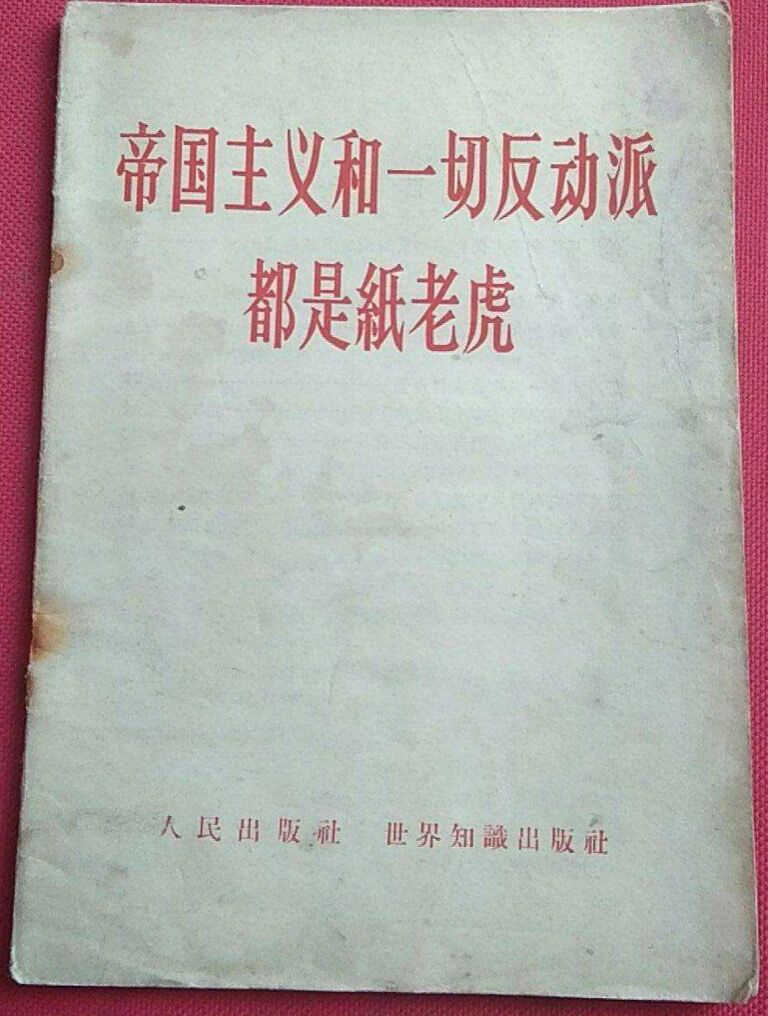 帝国主义和一切反动派
都是紙老虎
人民出版社 世界知識出版社